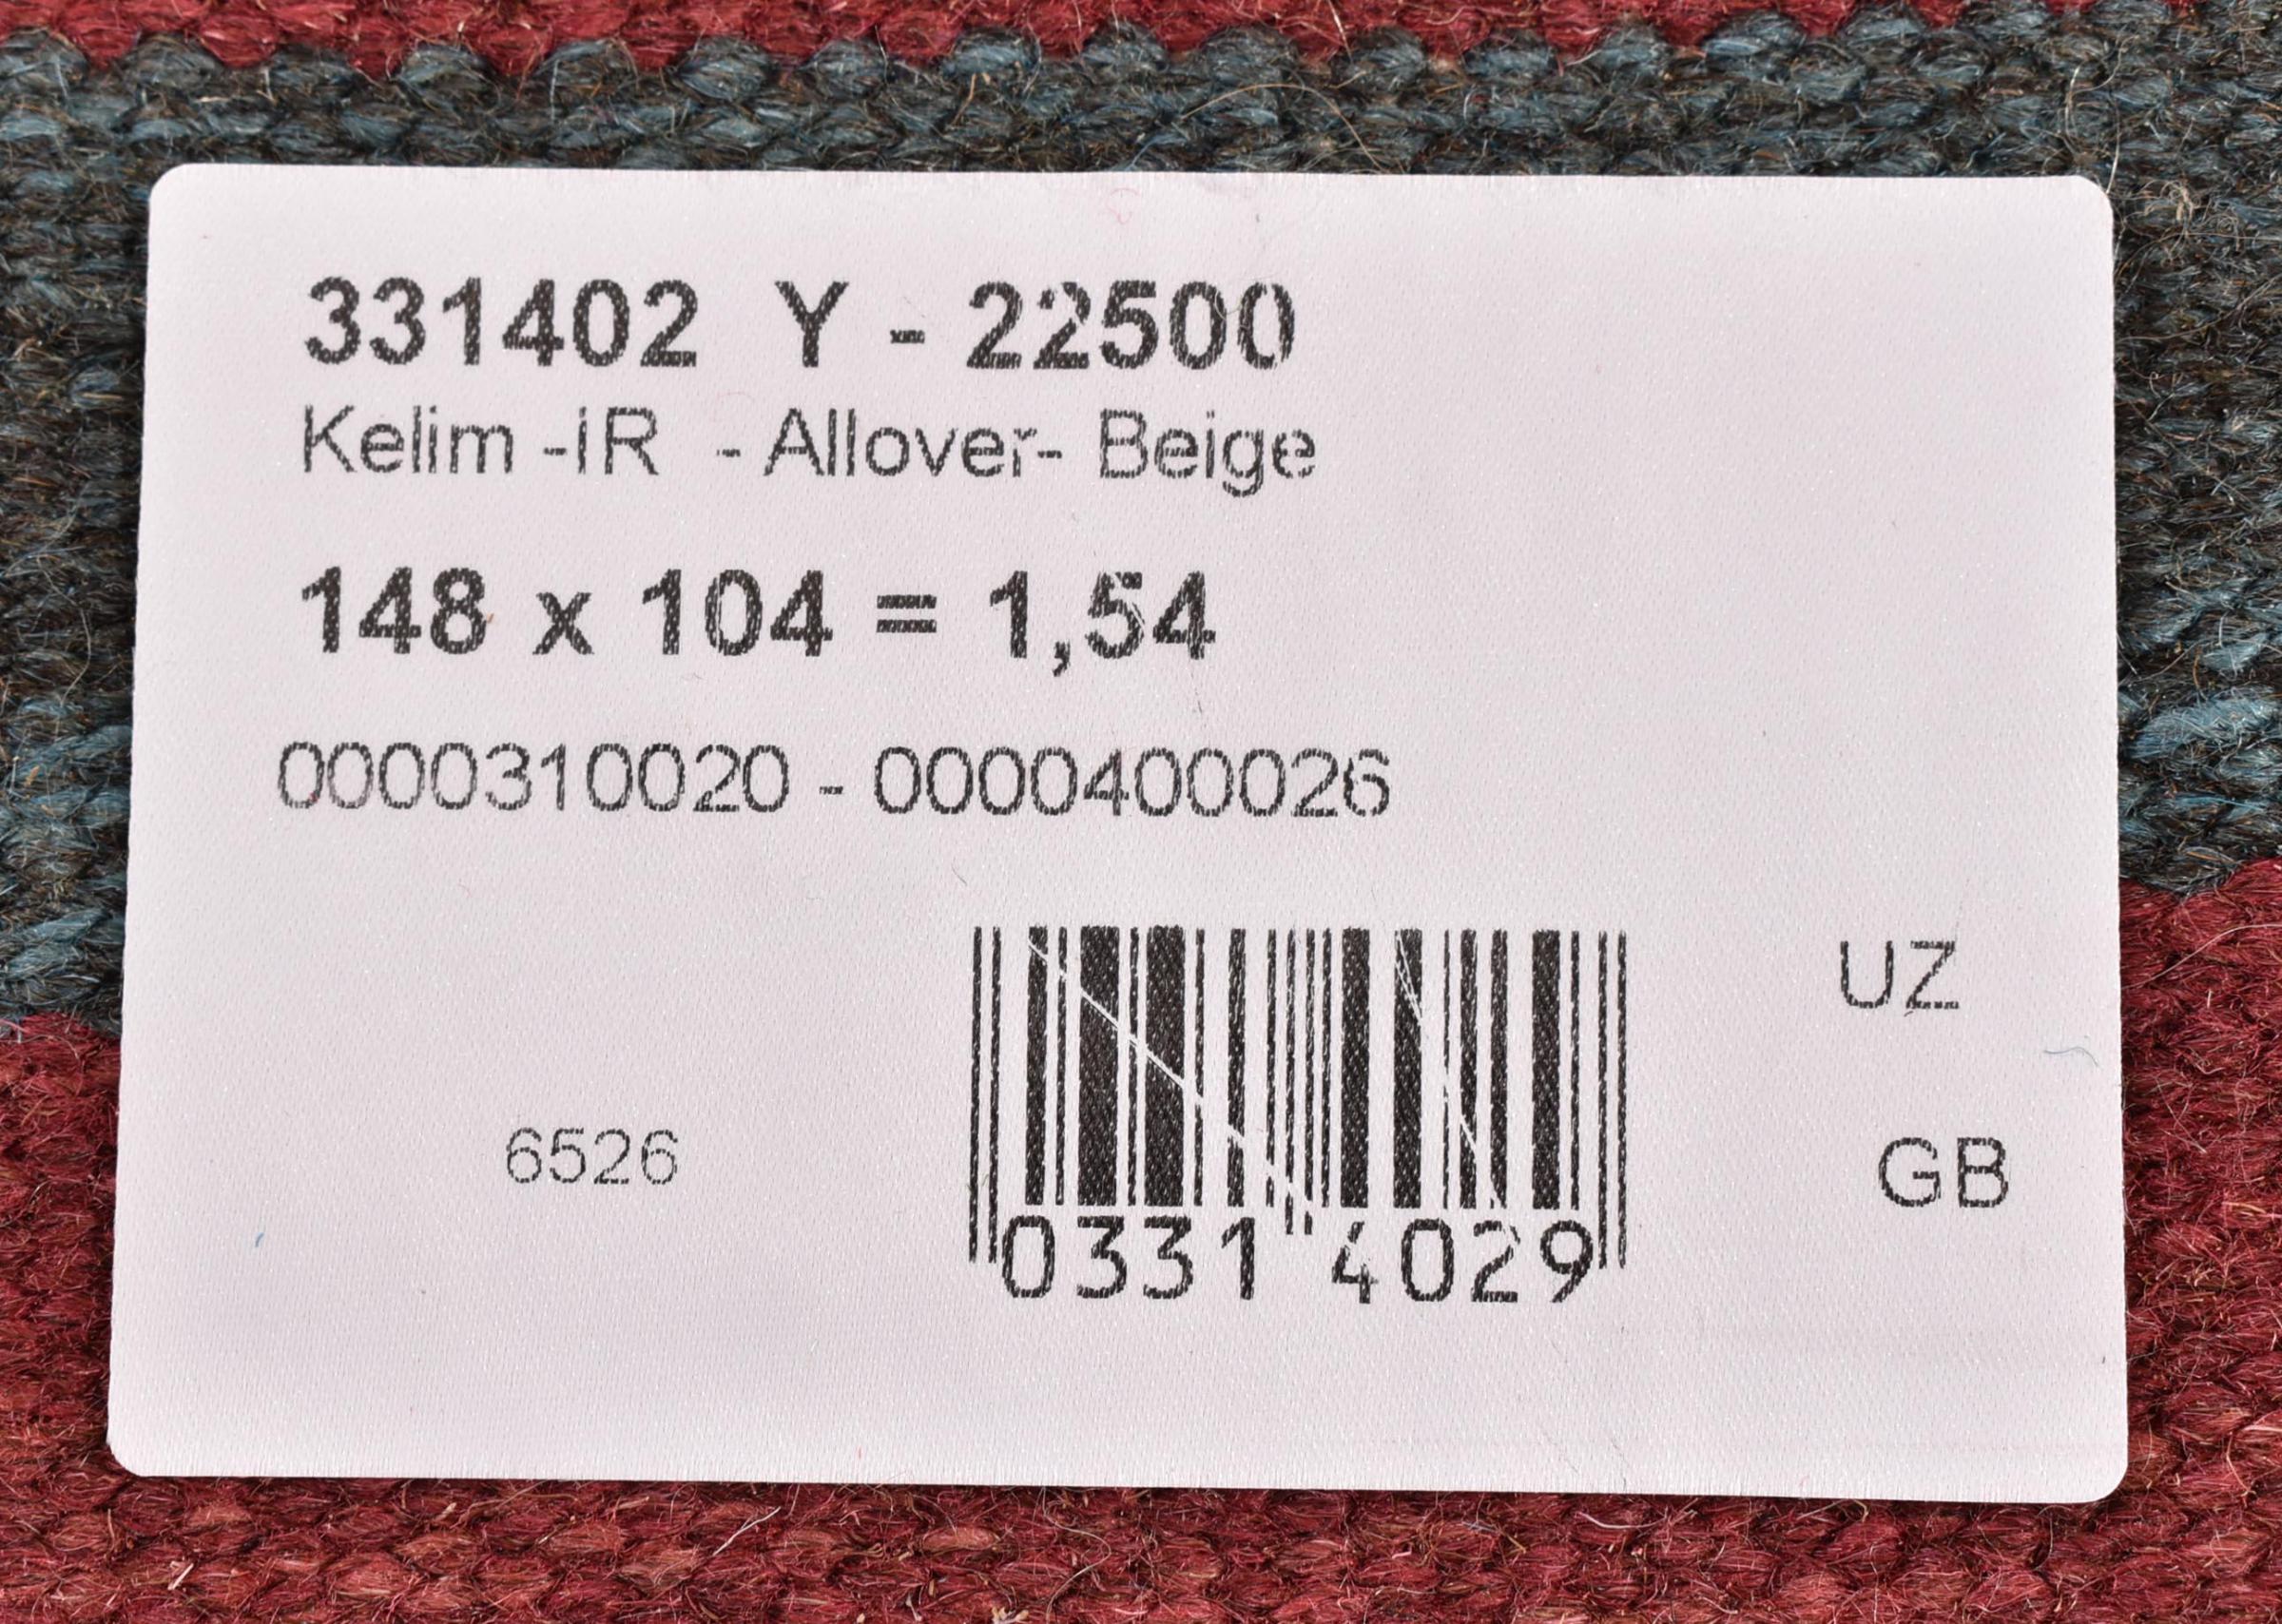 331402 Y - 22500
Kelim -IR - Allover- Beige
148 x 104 = 1,54
0000310020 - 0000400026
UZ
6526
GB
0331 4029